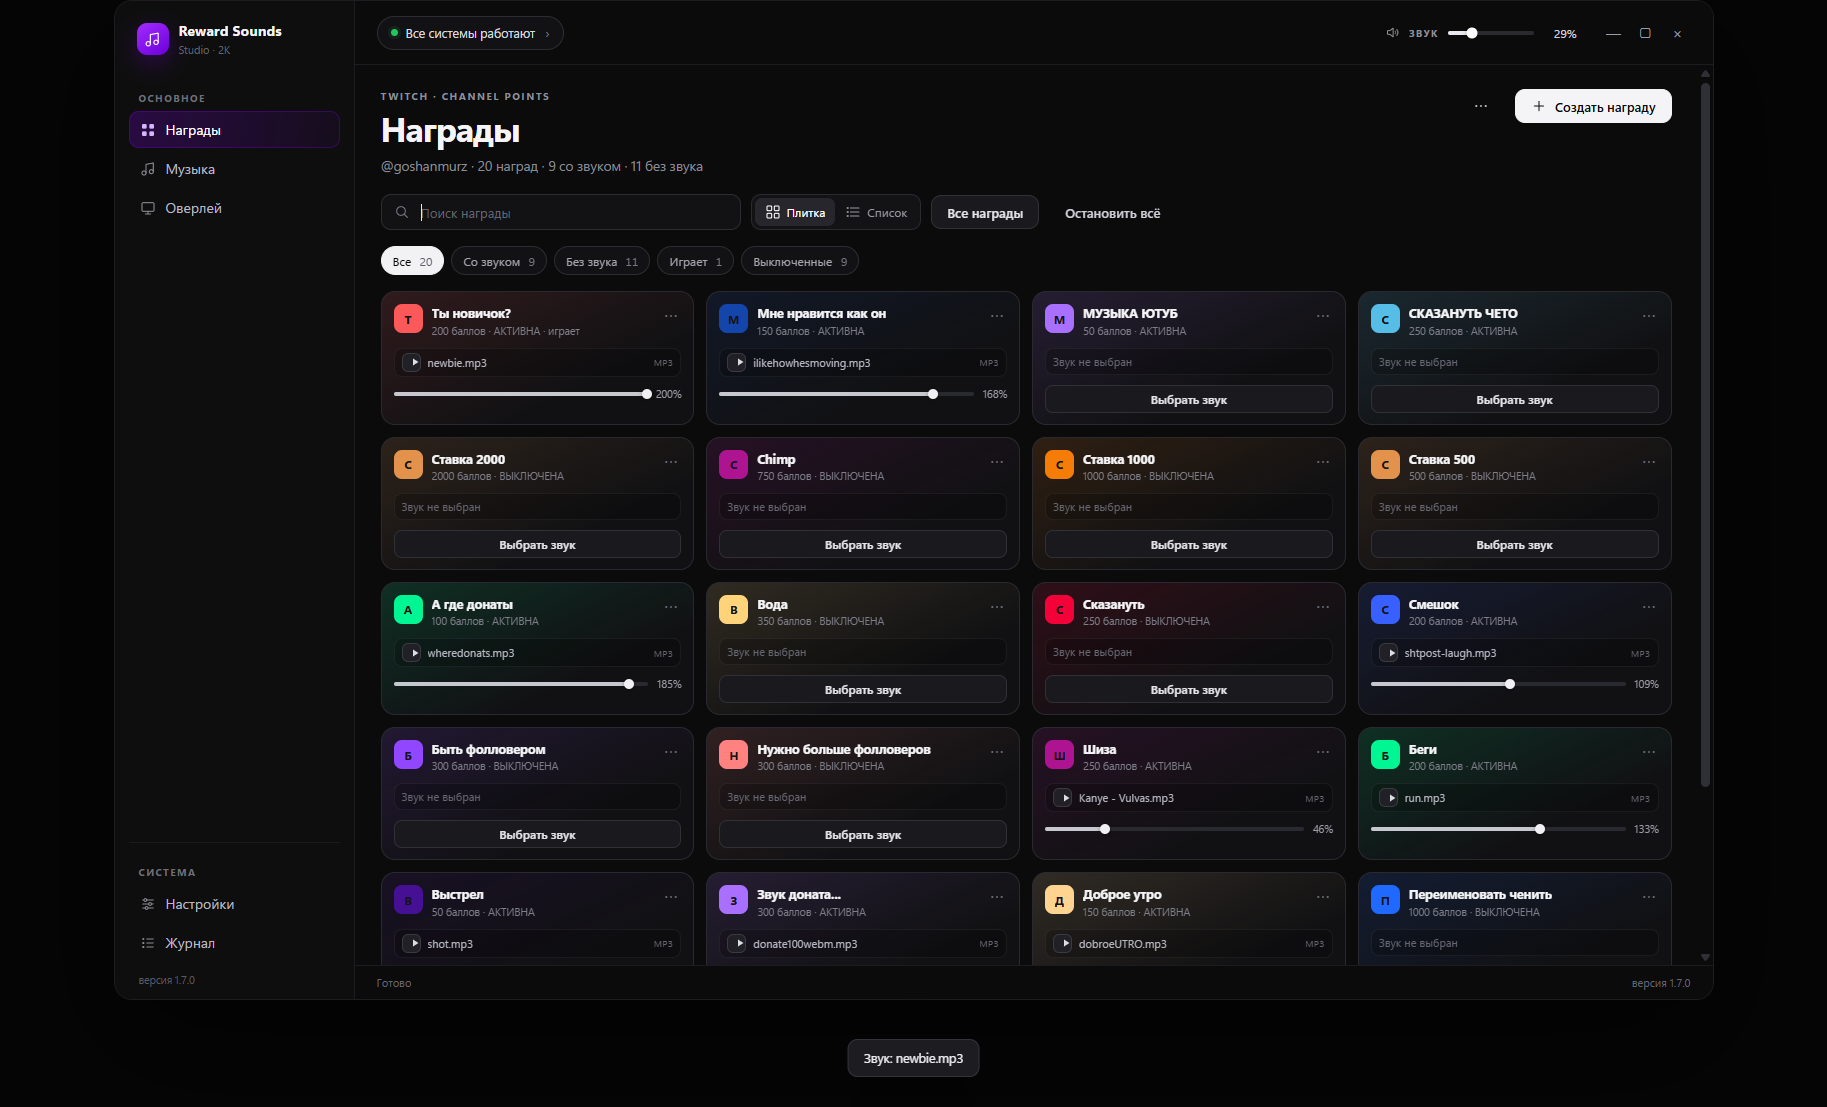 Reward Sounds
Studio · 2K
ОСНОВНОЕ
Награды
Музыка
Оверлей
СИСТЕМА
Настройки
Журнал
версия 1.7.0
Все системы работают ›
ЗВУК 29%
TWITCH · CHANNEL POINTS
Награды
@goshanmurz · 20 наград · 9 со звуком · 11 без звука
Создать награду
Поиск награды
Плитка
Список
Все награды
Остановить всё
Все 20
Со звуком 9
Без звука 11
Играет 1
Выключенные 9
Т
Ты новичок?
200 баллов · АКТИВНА · играет
newbie.mp3 MP3
200%
М
Мне нравится как он
150 баллов · АКТИВНА
ilikehowhesmoving.mp3 MP3
168%
М
МУЗЫКА ЮТУБ
50 баллов · АКТИВНА
Звук не выбран
Выбрать звук
С
СКАЗАНУТЬ ЧЕТО
250 баллов · АКТИВНА
Звук не выбран
Выбрать звук
С
Ставка 2000
2000 баллов · ВЫКЛЮЧЕНА
Звук не выбран
Выбрать звук
C
Chimp
750 баллов · ВЫКЛЮЧЕНА
Звук не выбран
Выбрать звук
С
Ставка 1000
1000 баллов · ВЫКЛЮЧЕНА
Звук не выбран
Выбрать звук
С
Ставка 500
500 баллов · ВЫКЛЮЧЕНА
Звук не выбран
Выбрать звук
А
А где донаты
100 баллов · АКТИВНА
wheredonats.mp3 MP3
185%
В
Вода
350 баллов · ВЫКЛЮЧЕНА
Звук не выбран
Выбрать звук
С
Сказануть
250 баллов · ВЫКЛЮЧЕНА
Звук не выбран
Выбрать звук
С
Смешок
200 баллов · АКТИВНА
shtpost-laugh.mp3 MP3
109%
Б
Быть фолловером
300 баллов · ВЫКЛЮЧЕНА
Звук не выбран
Выбрать звук
Н
Нужно больше фолловеров
300 баллов · ВЫКЛЮЧЕНА
Звук не выбран
Выбрать звук
Ш
Шиза
250 баллов · АКТИВНА
Kanye - Vulvas.mp3 MP3
46%
Б
Беги
200 баллов · АКТИВНА
run.mp3 MP3
133%
В
Выстрел
50 баллов · АКТИВНА
shot.mp3 MP3
З
Звук доната...
300 баллов · АКТИВНА
donate100webm.mp3 MP3
Д
Доброе утро
150 баллов · АКТИВНА
dobroeUTRO.mp3 MP3
П
Переименовать ченить
1000 баллов · ВЫКЛЮЧЕНА
Звук не выбран
Готово
версия 1.7.0
Звук: newbie.mp3